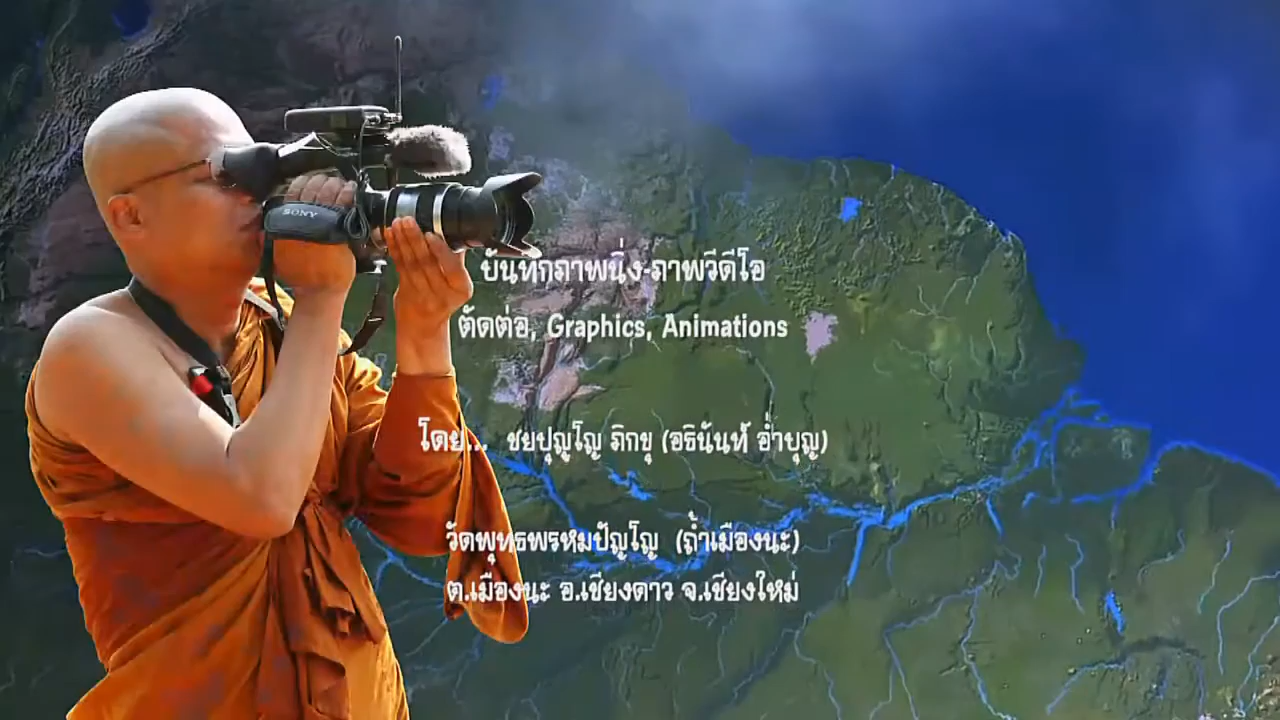 SONY
บันทึกภาพนิ่ง-ภาพวีดีโอ
ตัดต่อ, Graphics, Animations
โดย... ชยปุญฺโญ ภิกขุ (อธินันท์ อ่ำบุญ)
วัดพุทธพรหมปัญโญ (ถ้ำเมืองนะ)
ต.เมืองนะ อ.เชียงดาว จ.เชียงใหม่